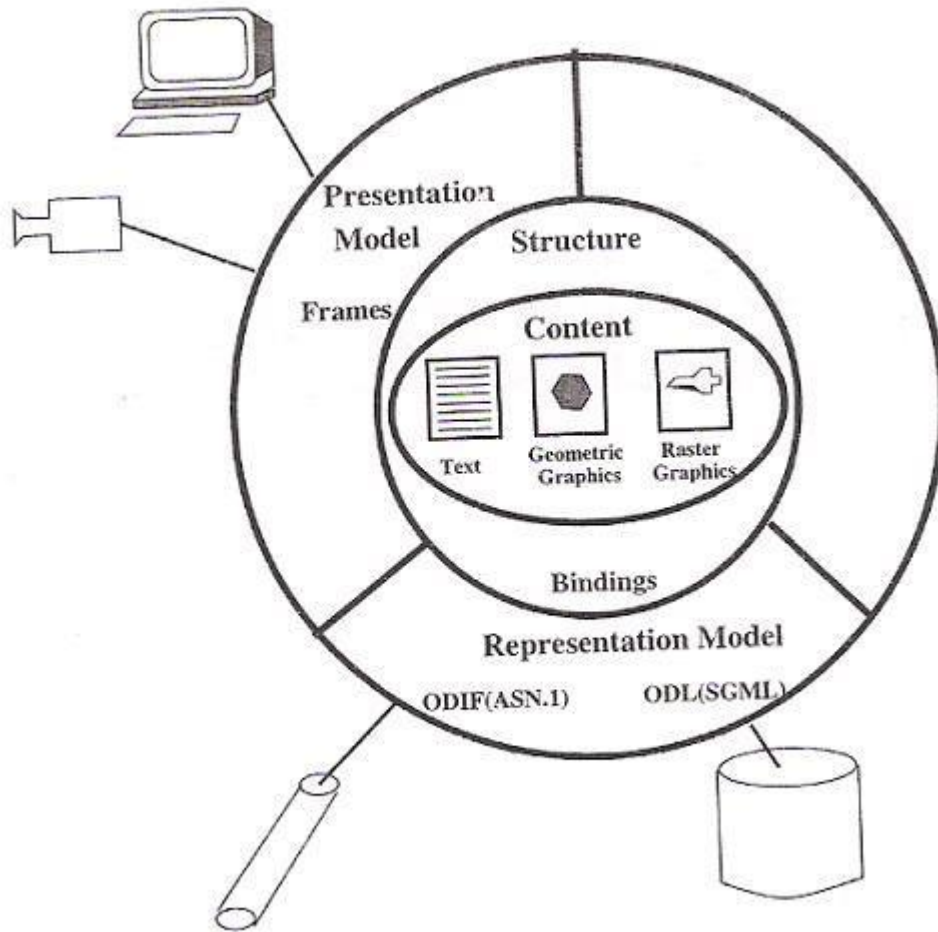 Presentation
Model
Structure
Frames
Content
Text
Geometric
Graphics
Raster
Graphics
Bindings
Representation Model
ODIF(ASN.1)
ODL(SGML)